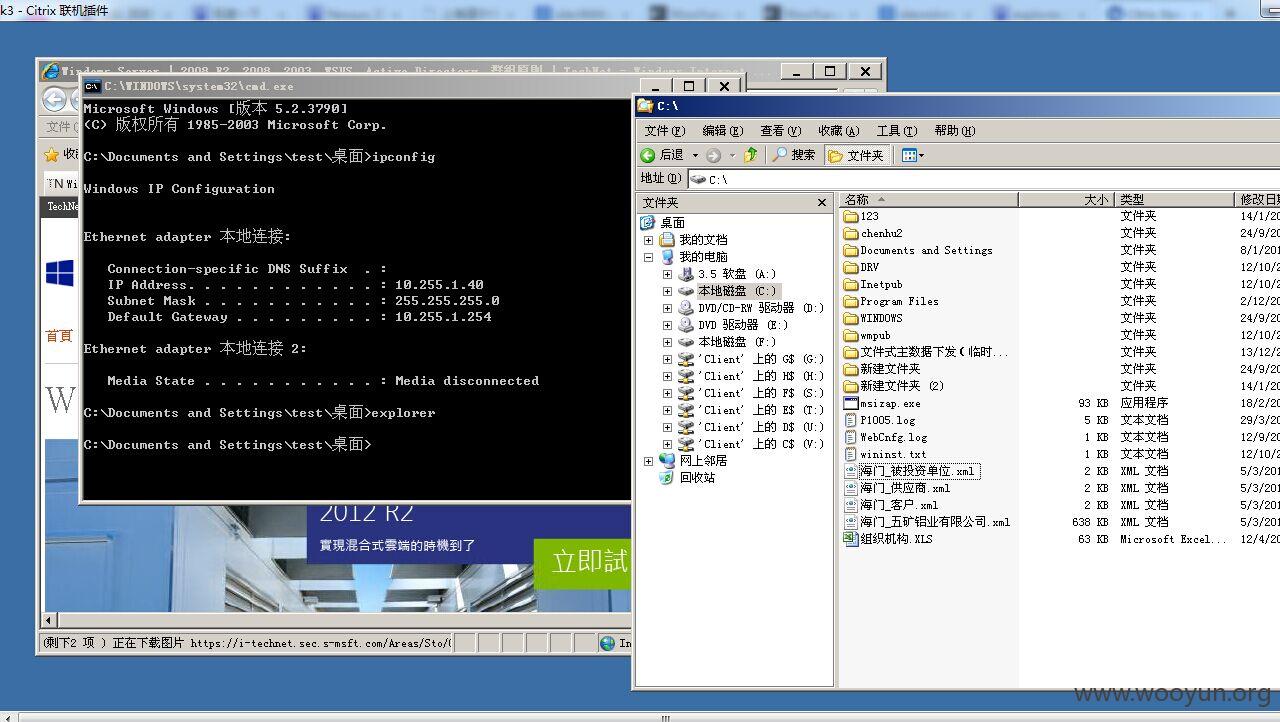 k3 - Citrix 联机插件
Windows Server | 2008 R2, 2008, 2003, WSUS, Active Directory, 群組原則 | TechNet - Windows Internet
C:\WINDOWS\system32\cmd.exe
Microsoft Windows [版本 5.2.3790]
(C) 版权所有 1985-2003 Microsoft Corp.
C:\Documents and Settings\test\桌面>ipconfig
Windows IP Configuration
Ethernet adapter 本地连接:
Connection-specific DNS Suffix . :
IP Address. . . . . . . . . . . . : 10.255.1.40
Subnet Mask . . . . . . . . . . . : 255.255.255.0
Default Gateway . . . . . . . . . : 10.255.1.254
Ethernet adapter 本地连接 2:
Media State . . . . . . . . . . . : Media disconnected
C:\Documents and Settings\test\桌面>explorer
C:\Documents and Settings\test\桌面>
文件(
收
TN Wi
TechNe
首頁
W
2012 R2
實現混合式雲端的時機到了
立即試
(剩下2 项 ) 正在下载图片 https://i-technet.sec.s-msft.com/Areas/Sto/(
In
C:\
文件(F) 编辑(E) 查看(V) 收藏(A) 工具(T) 帮助(H)
后退 搜索 文件夹
地址(D) C:\
文件夹
桌面
我的文档
我的电脑
3.5 软盘 (A:)
本地磁盘 (C:)
DVD/CD-RW 驱动器 (D:)
DVD 驱动器 (E:)
本地磁盘 (F:)
'Client' 上的 G$ (G:)
'Client' 上的 H$ (H:)
'Client' 上的 F$ (S:)
'Client' 上的 E$ (T:)
'Client' 上的 D$ (U:)
'Client' 上的 C$ (V:)
网上邻居
回收站
名称 大小 类型 修改日期
123 文件夹 14/1/20
chenhu2 文件夹 24/9/20
Documents and Settings 文件夹 8/1/201
DRV 文件夹 12/10/2
Inetpub 文件夹 12/10/2
Program Files 文件夹 2/12/20
WINDOWS 文件夹 24/9/20
wmpub 文件夹 12/10/2
文件式主数据下发(临时... 文件夹 13/12/2
新建文件夹 文件夹 24/9/20
新建文件夹 (2) 文件夹 14/1/20
msizap.exe 93 KB 应用程序 18/2/20
P1005.log 5 KB 文本文档 29/3/20
WebCnfg.log 1 KB 文本文档 12/9/20
wininst.txt 1 KB 文本文档 12/10/2
海门_被投资单位.xml 2 KB XML 文档 5/3/201
海门_供应商.xml 2 KB XML 文档 5/3/201
海门_客户.xml 2 KB XML 文档 5/3/201
海门_五矿铝业有限公司.xml 638 KB XML 文档 5/3/201
组织机构.XLS 63 KB Microsoft Excel... 12/4/20
www.wooyun.org